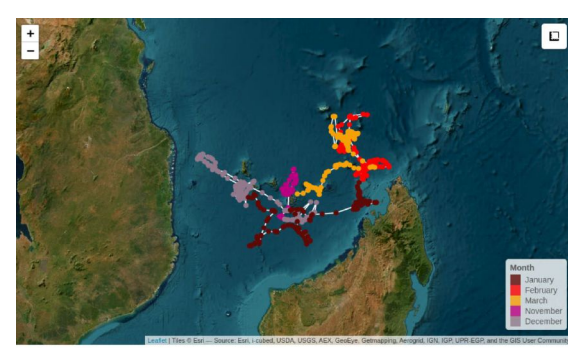 +
−
Month
January
February
March
November
December
Leaflet | Tiles © Esri — Source: Esri, i-cubed, USDA, USGS, AEX, GeoEye, Getmapping, Aerogrid, IGN, IGP, UPR-EGP, and the GIS User Community